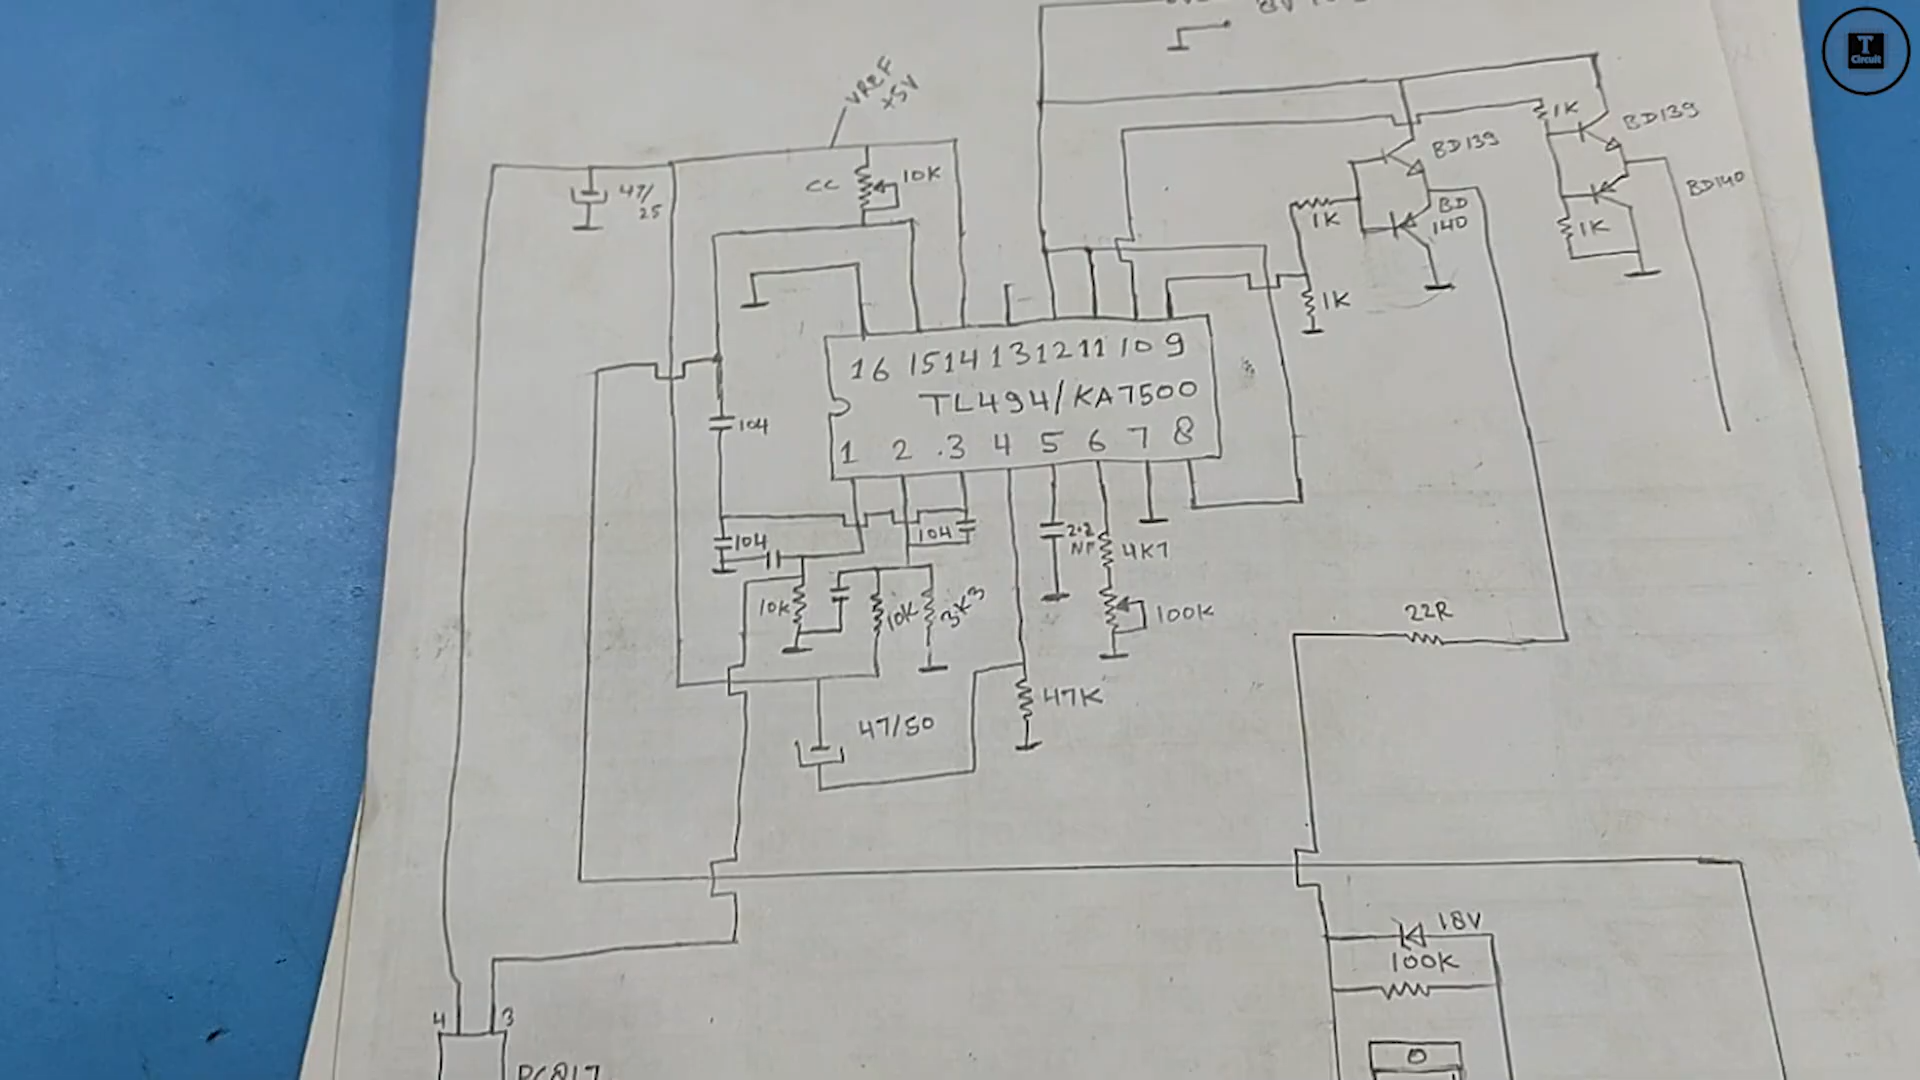 T
Circuit
VREF
+5V
47/
25
CC
10K
1K
BD139
BD139
1K
BD
140
BD140
1K
1K
16 15 14 13 12 11 10 9
TL494/KA7500
1 2 3 4 5 6 7 8
104
104
104
2.2
NF
4K7
10K
10K
3K3
100K
22R
47K
47/50
18V
100K
4
3
PC817
D